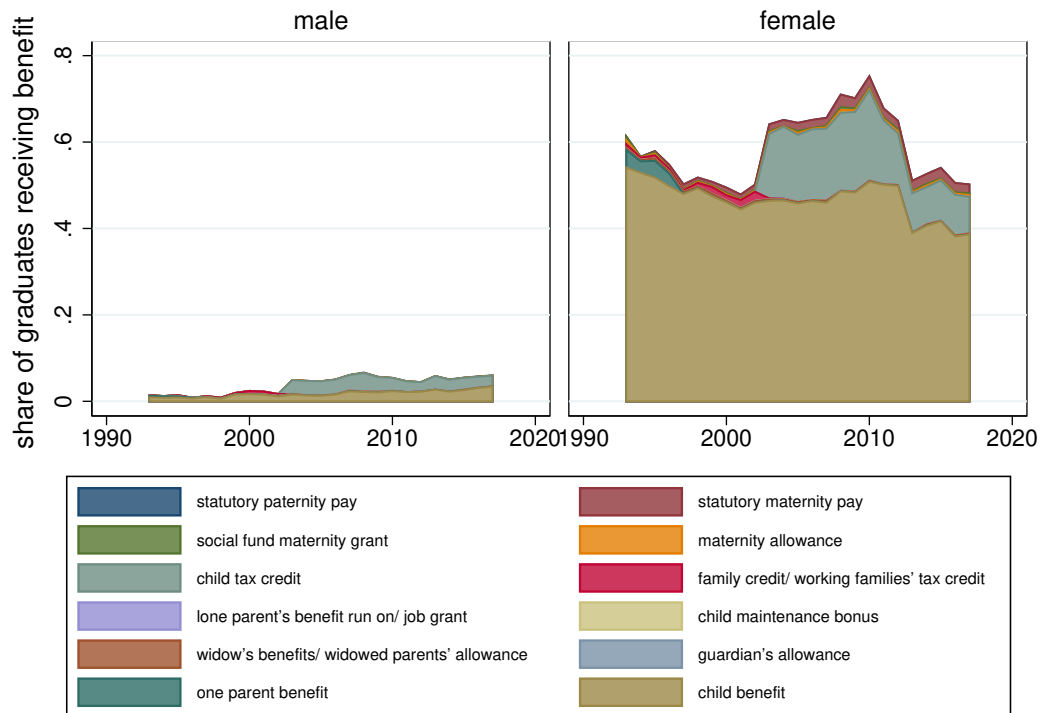 male female
share of graduates receiving benefit
0 .2 .4 .6 .8
1990 2000 2010 2020 1990 2000 2010 2020
statutory paternity pay statutory maternity pay
social fund maternity grant maternity allowance
child tax credit family credit/ working families' tax credit
lone parent's benefit run on/ job grant child maintenance bonus
widow's benefits/ widowed parents' allowance guardian's allowance
one parent benefit child benefit